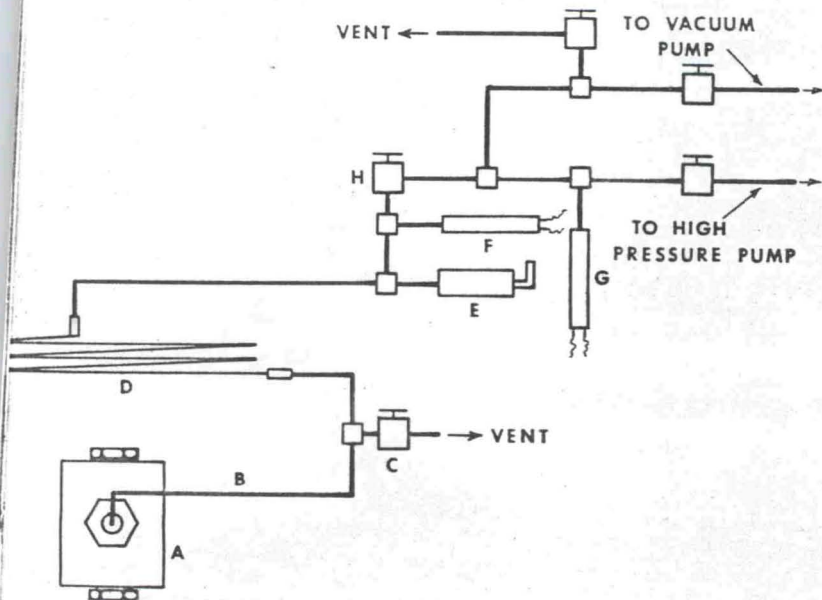 VENT
TO VACUUM
PUMP
H
F
TO HIGH
PRESSURE PUMP
G
E
D
VENT
C
B
A